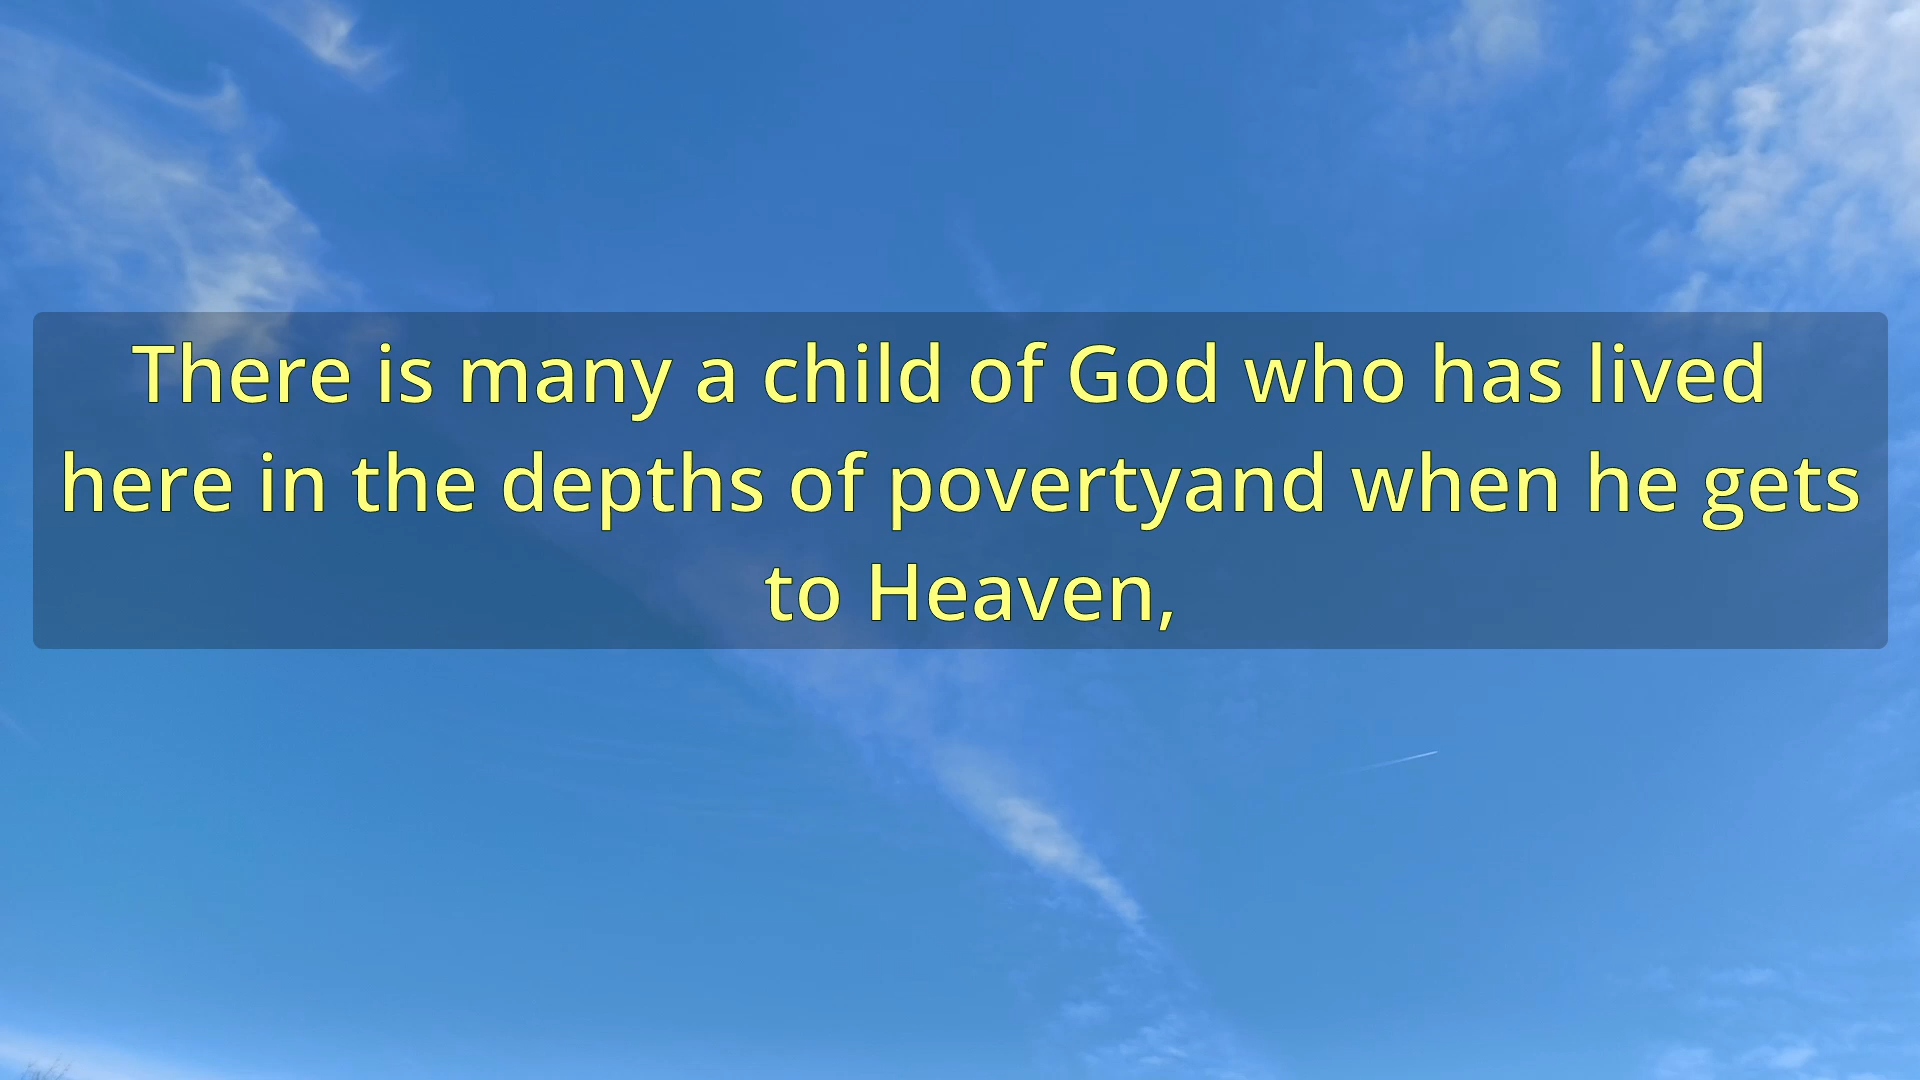 There is many a child of God who has lived
here in the depths of povertyand when he gets
to Heaven,